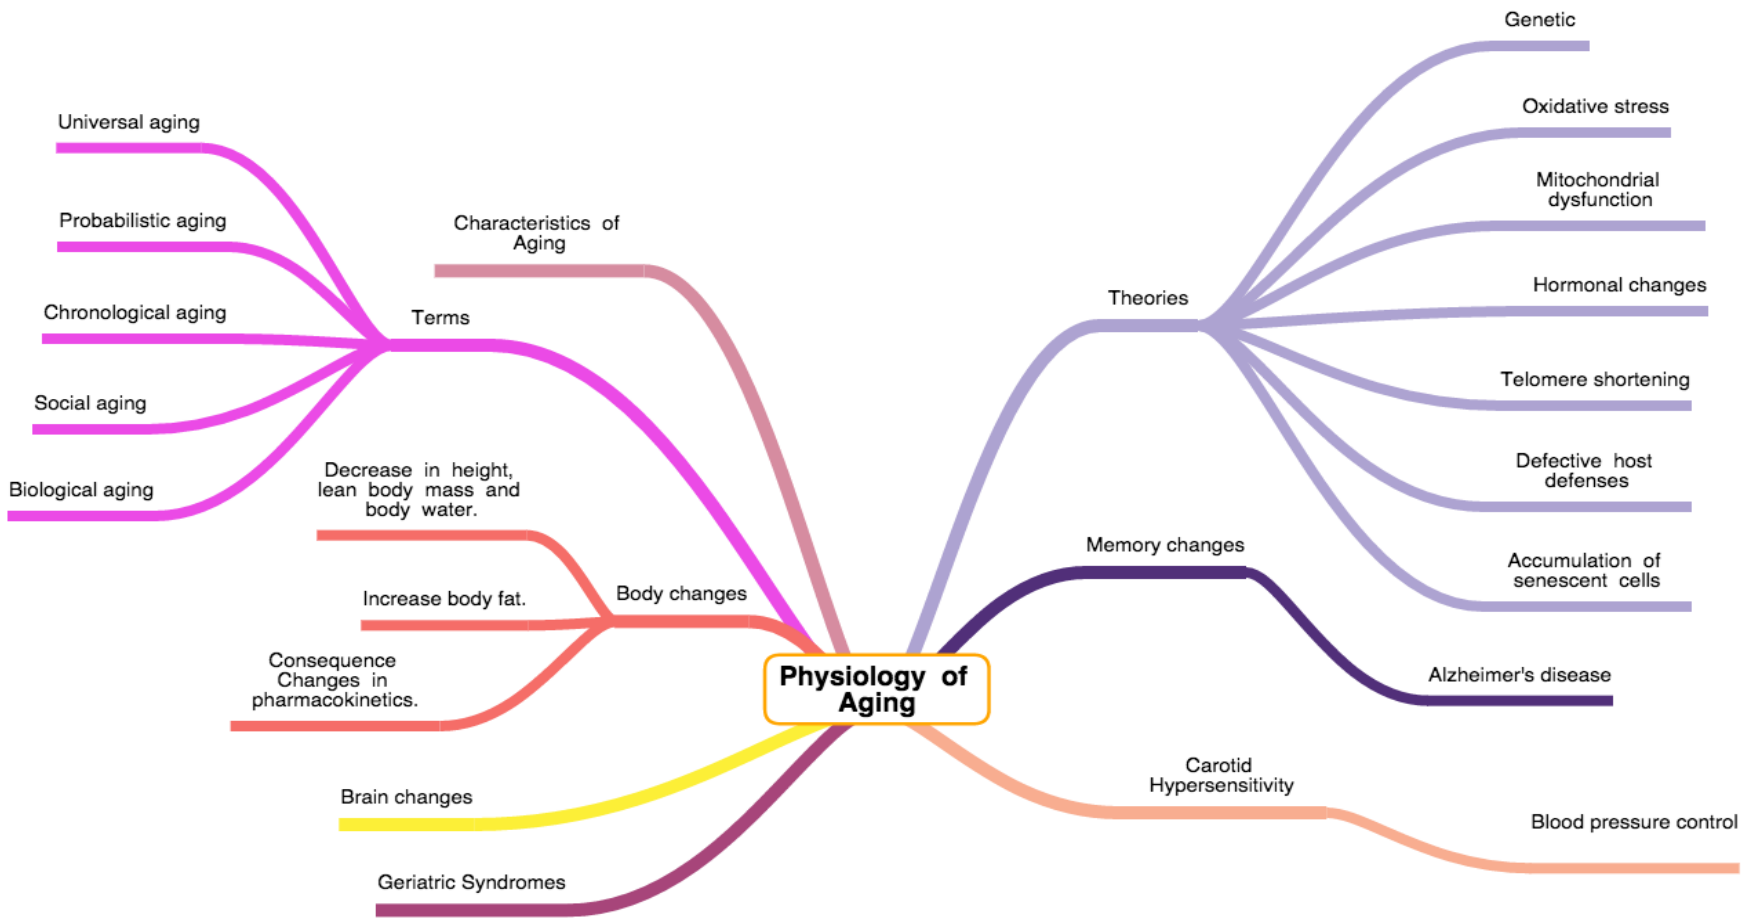 Genetic
Oxidative stress
Universal aging
Mitochondrial
dysfunction
Probabilistic aging
Characteristics of
Aging
Hormonal changes
Theories
Chronological aging
Terms
Telomere shortening
Social aging
Defective host
defenses
Decrease in height,
lean body mass and
body water.
Biological aging
Memory changes
Accumulation of
senescent cells
Increase body fat.
Body changes
Consequence
Changes in
pharmacokinetics.
Physiology of
Aging
Alzheimer's disease
Carotid
Hypersensitivity
Brain changes
Blood pressure control
Geriatric Syndromes